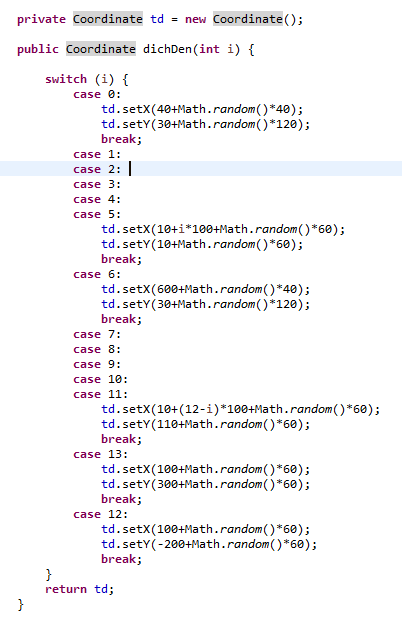 private Coordinate td = new Coordinate();
public Coordinate dichDen(int i) {
switch (i) {
case 0:
td.setX(40+Math.random()*40);
td.setY(30+Math.random()*120);
break;
case 1:
case 2:
case 3:
case 4:
case 5:
td.setX(10+i*100+Math.random()*60);
td.setY(10+Math.random()*60);
break;
case 6:
td.setX(600+Math.random()*40);
td.setY(30+Math.random()*120);
break;
case 7:
case 8:
case 9:
case 10:
case 11:
td.setX(10+(12-i)*100+Math.random()*60);
td.setY(110+Math.random()*60);
break;
case 13:
td.setX(100+Math.random()*60);
td.setY(300+Math.random()*60);
break;
case 12:
td.setX(100+Math.random()*60);
td.setY(-200+Math.random()*60);
break;
}
return td;
}